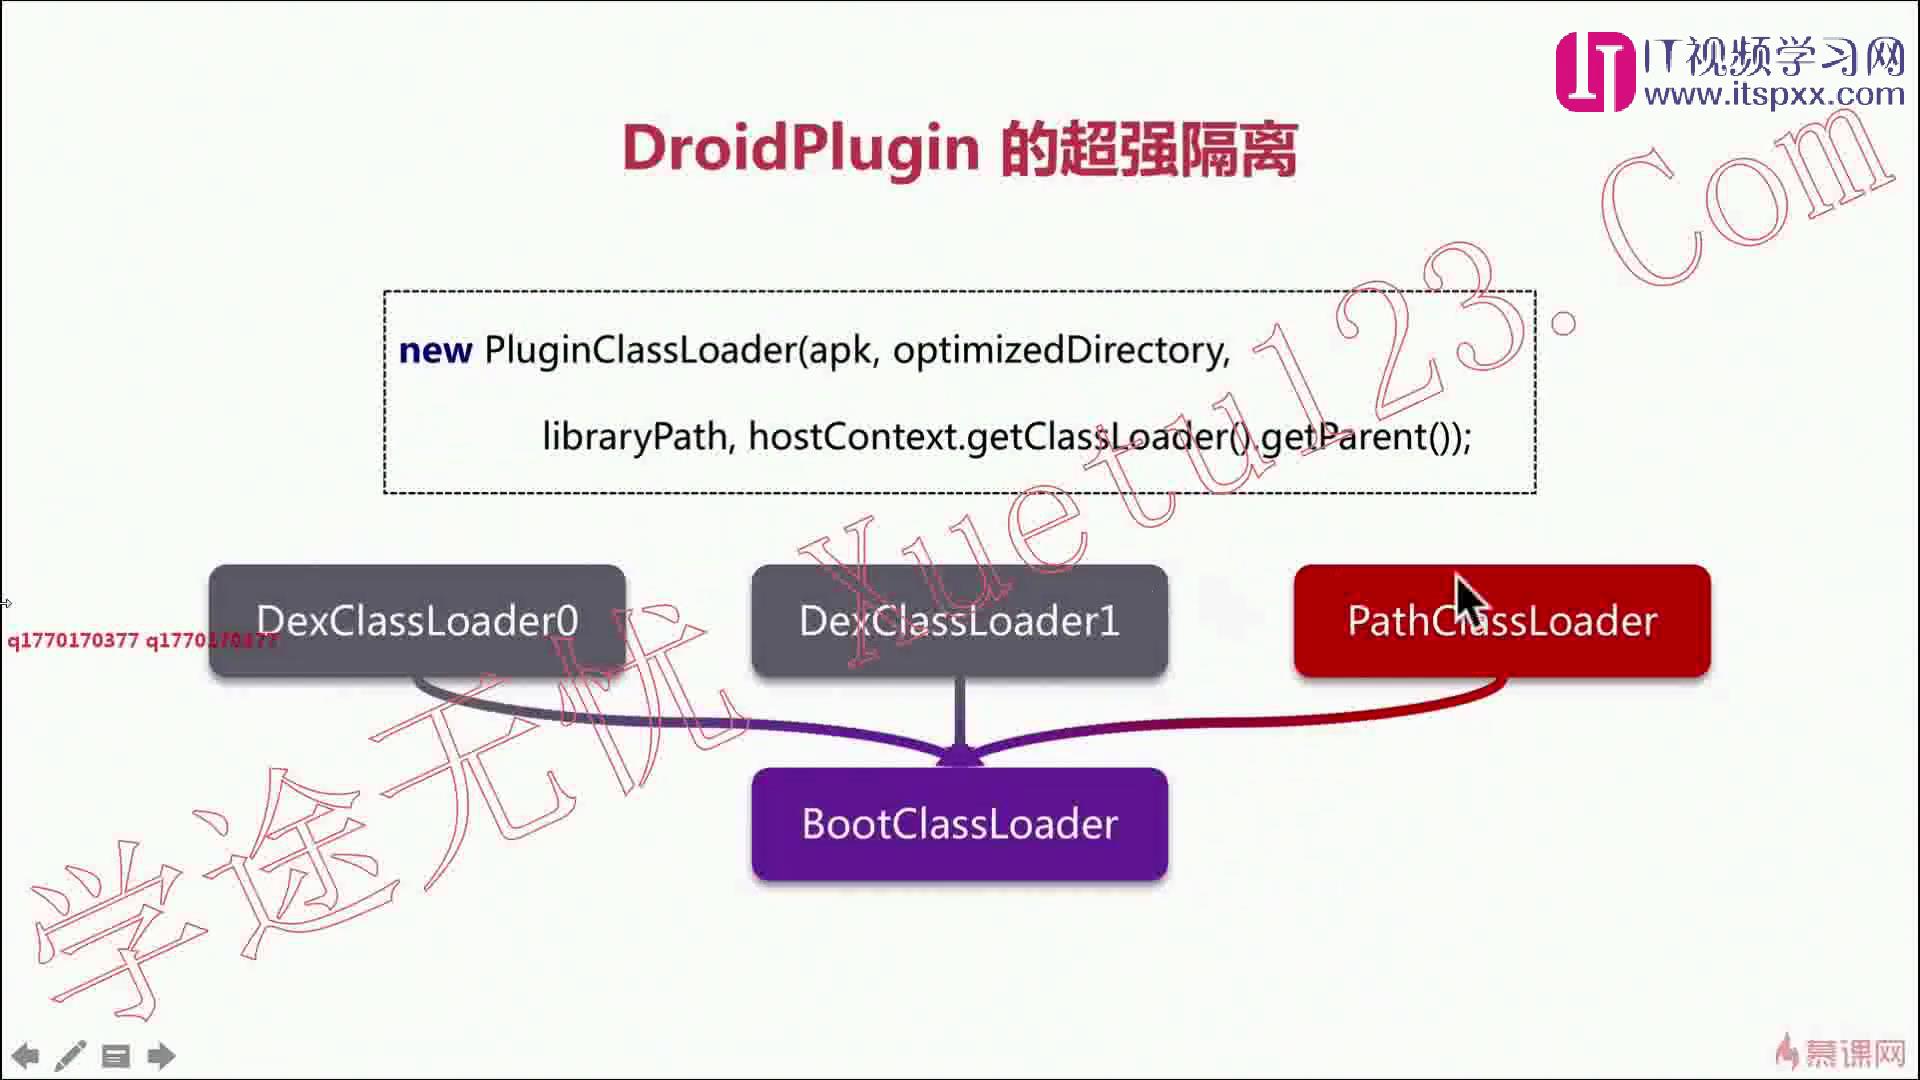 IT视频学习网
www.itspxx.com
DroidPlugin 的超强隔离
new PluginClassLoader(apk, optimizedDirectory,
libraryPath, hostContext.getClassLoader().getParent());
DexClassLoader0
DexClassLoader1
PathClassLoader
q1770170377 q1770170377
BootClassLoader
学途无忧 Xuetu123.Com
慕课网